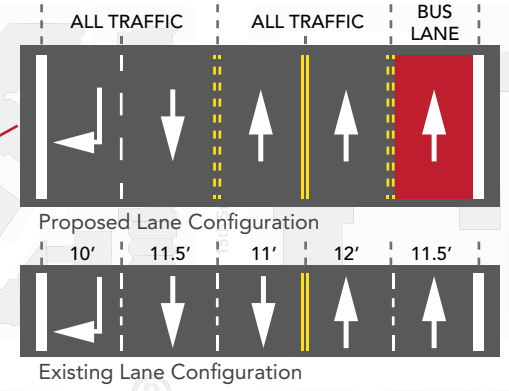 ALL TRAFFIC ALL TRAFFIC BUS LANE
Proposed Lane Configuration
10’ 11.5’ 11’ 12’ 11.5’
Existing Lane Configuration